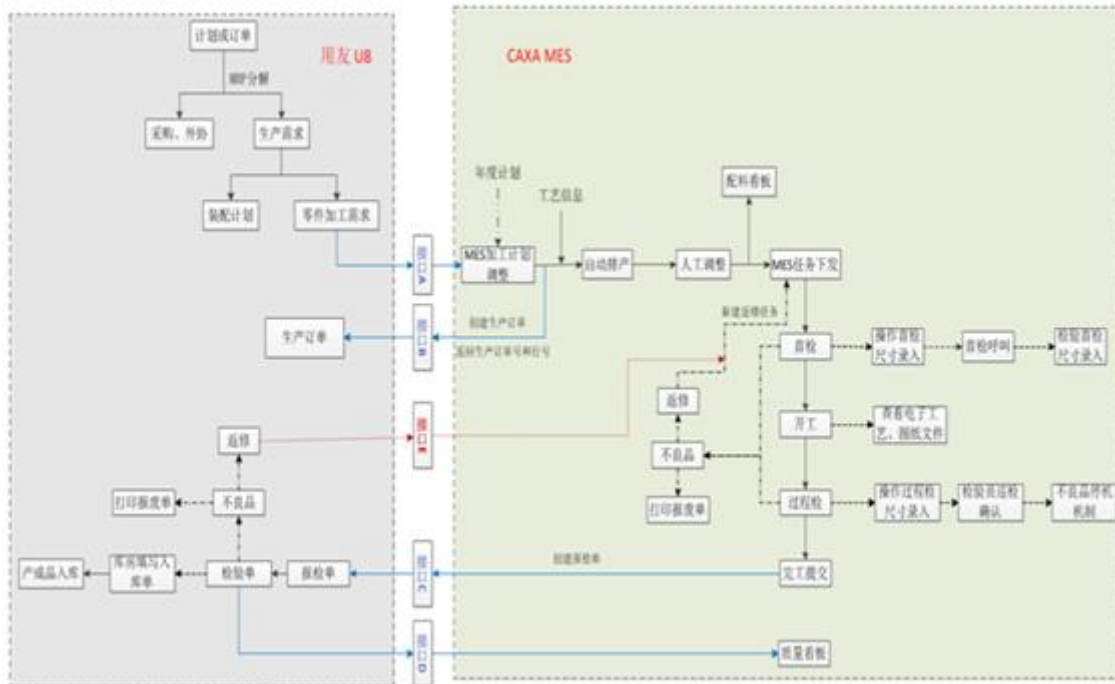 用友 U8
计划或订单
MRP分解
采购、外协
生产需求
装配计划
零件加工需求
生产订单
返修
不良品
打印报废单
产成品入库
库房填写入
库单
检验单
报检单
接口A
接口B
接口E
接口C
接口D
CAXA MES
年度计划
工艺信息
配料看板
MES加工计划
调整
自动排产
人工调整
MES任务下发
创建生产订单
返回生产订单号和行号
新建返修任务
首检
操作首检
尺寸录入
首检呼叫
检验首检
尺寸录入
返修
开工
查看电子工
艺、图纸文件
不良品
打印报废单
过程检
操作过程检
尺寸录入
检验员巡检
确认
不良品停机
机制
创建报检单
完工提交
质量看板